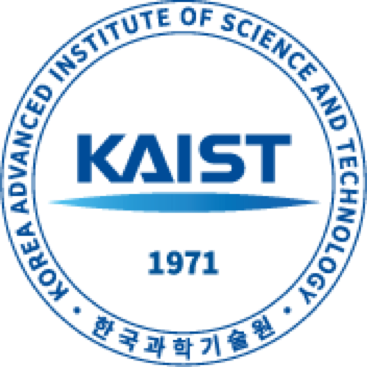 KOREA ADVANCED INSTITUTE OF SCIENCE AND TECHNOLOGY
KAIST
1971
• 한국과학기술원 •